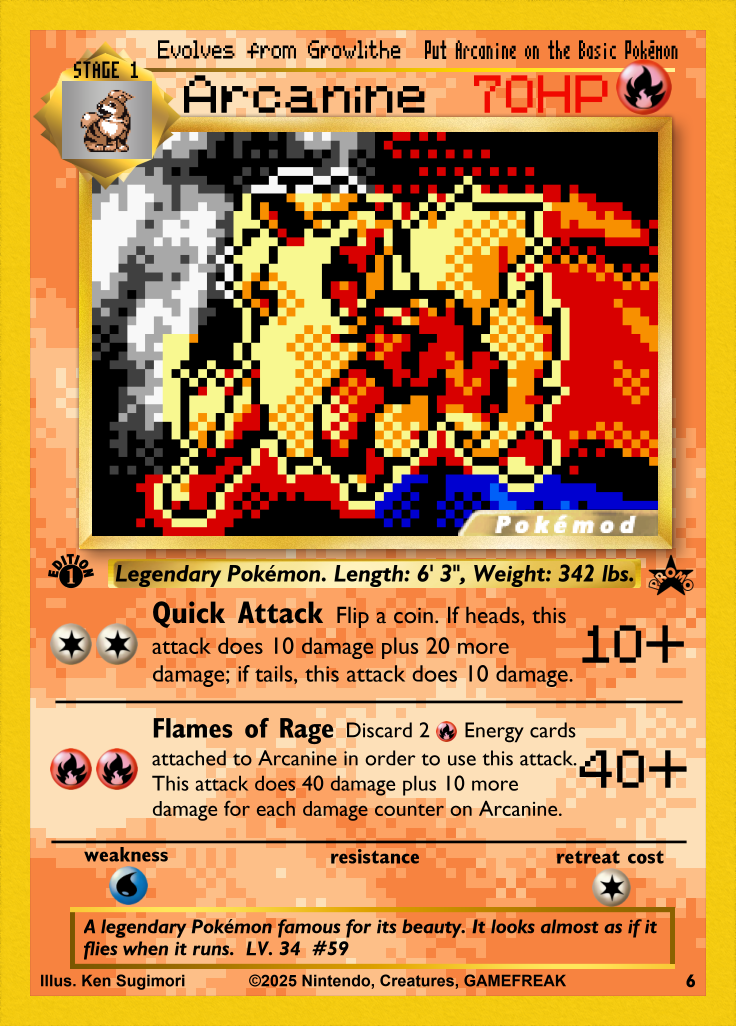 Evolves from Growlithe Put Arcanine on the Basic Pokémon
STAGE 1
Arcanine 70HP
Pokémod
EDITION 1
Legendary Pokémon. Length: 6' 3", Weight: 342 lbs.
PROMO
Quick Attack Flip a coin. If heads, this
attack does 10 damage plus 20 more
damage; if tails, this attack does 10 damage.
10+
Flames of Rage Discard 2 Energy cards
attached to Arcanine in order to use this attack.
This attack does 40 damage plus 10 more
damage for each damage counter on Arcanine.
40+
weakness resistance retreat cost
A legendary Pokémon famous for its beauty. It looks almost as if it
flies when it runs. LV. 34 #59
Illus. Ken Sugimori ©2025 Nintendo, Creatures, GAMEFREAK 6